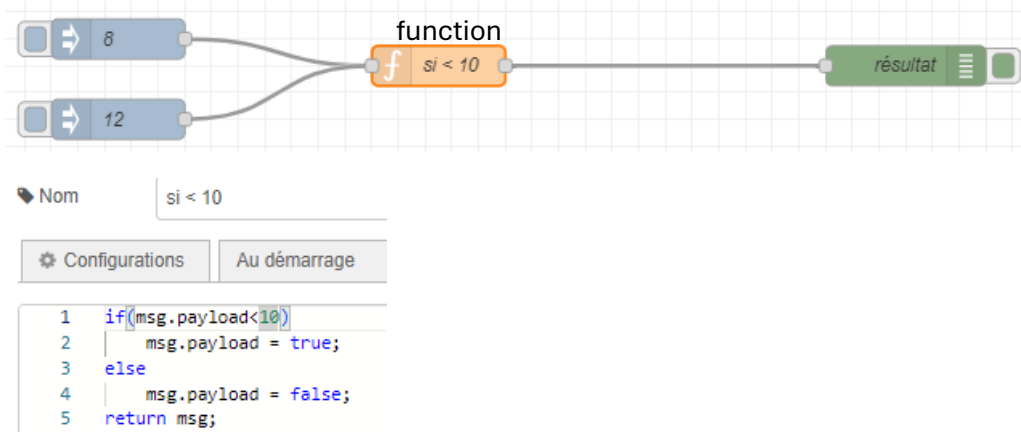 function
8
si < 10
résultat
12
Nom
si < 10
Configurations
Au démarrage
1 if(msg.payload<10)
2 msg.payload = true;
3 else
4 msg.payload = false;
5 return msg;